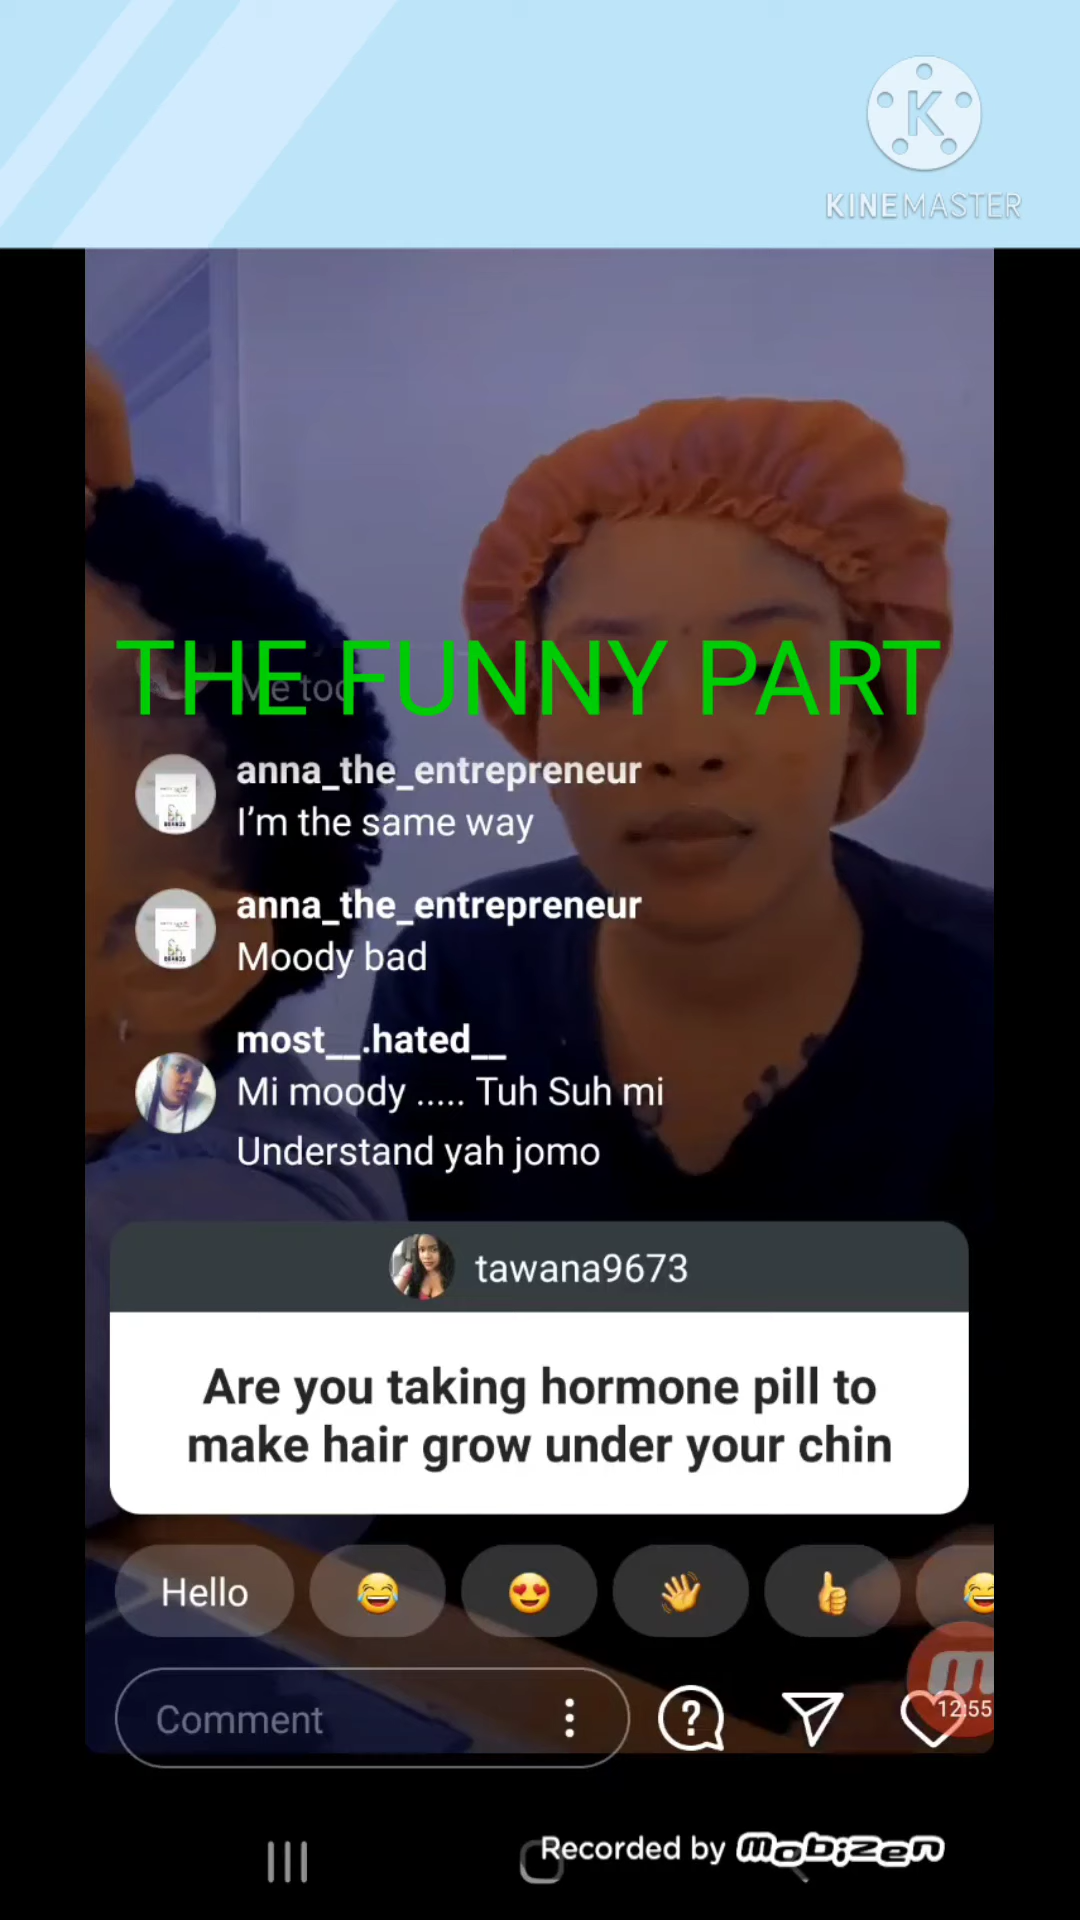 K
KINEMASTER
Me too
THE FUNNY PART
anna_the_entrepreneur
I’m the same way
anna_the_entrepreneur
Moody bad
most__.hated__
Mi moody ..... Tuh Suh mi
Understand yah jomo
tawana9673
Are you taking hormone pill to
make hair grow under your chin
Hello
Comment
?
12:55
Recorded by mobizen